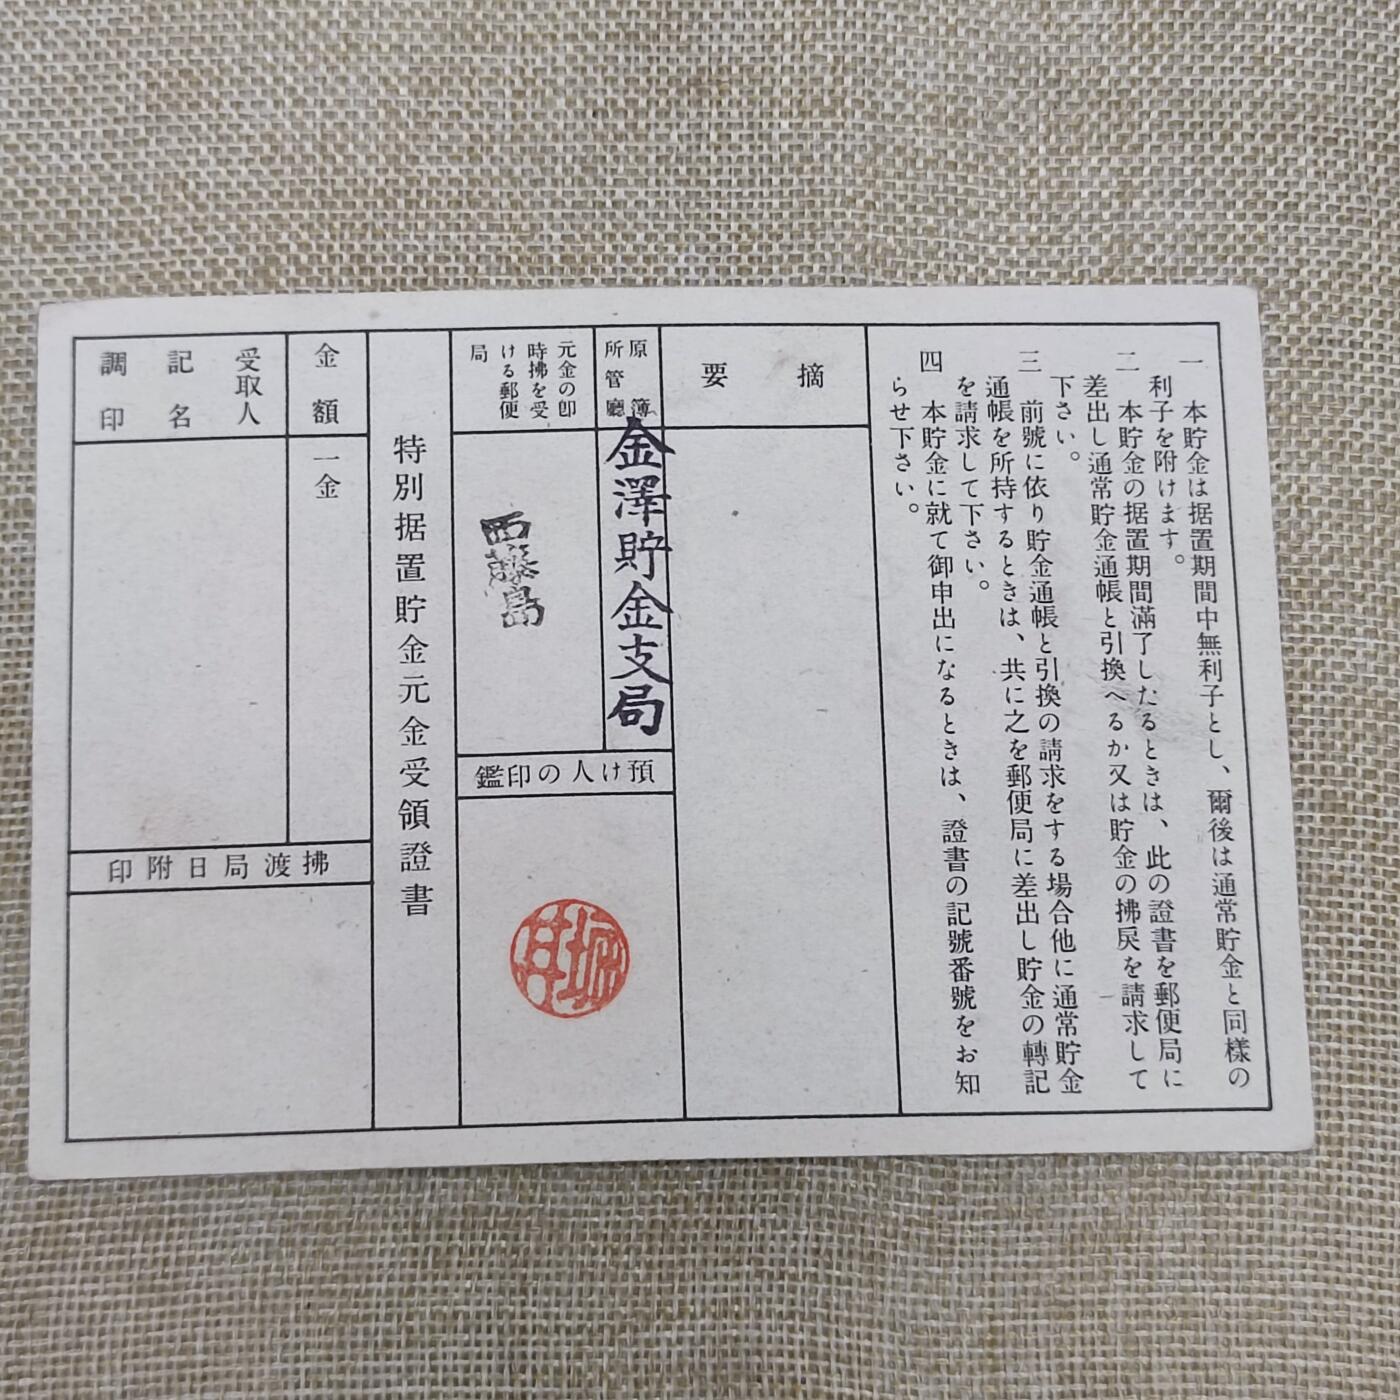 一 本貯金は据置期間中無利子とし、爾後は通常貯金と同樣の
利子を附けます。
二 本貯金の据置期間滿了したるときは、此の證書を郵便局に
差出し通常貯金通帳と引換へるか又は貯金の拂戻を請求して
下さい。
三 前號に依り貯金通帳と引換の請求をする場合他に通常貯金
通帳を所持するときは、共に之を郵便局に差出し貯金の轉記
を請求して下さい。
四 本貯金に就て御申出になるときは、證書の記號番號をお知
らせ下さい。
摘要
原簿
所管廳
金澤貯金支局
元金の卽
時拂を受
ける郵便
局
西藤島
預け人の印鑑
堀
特別据置貯金元金受領證書
金額
一金
受取人
記名
調印
拂渡局日附印